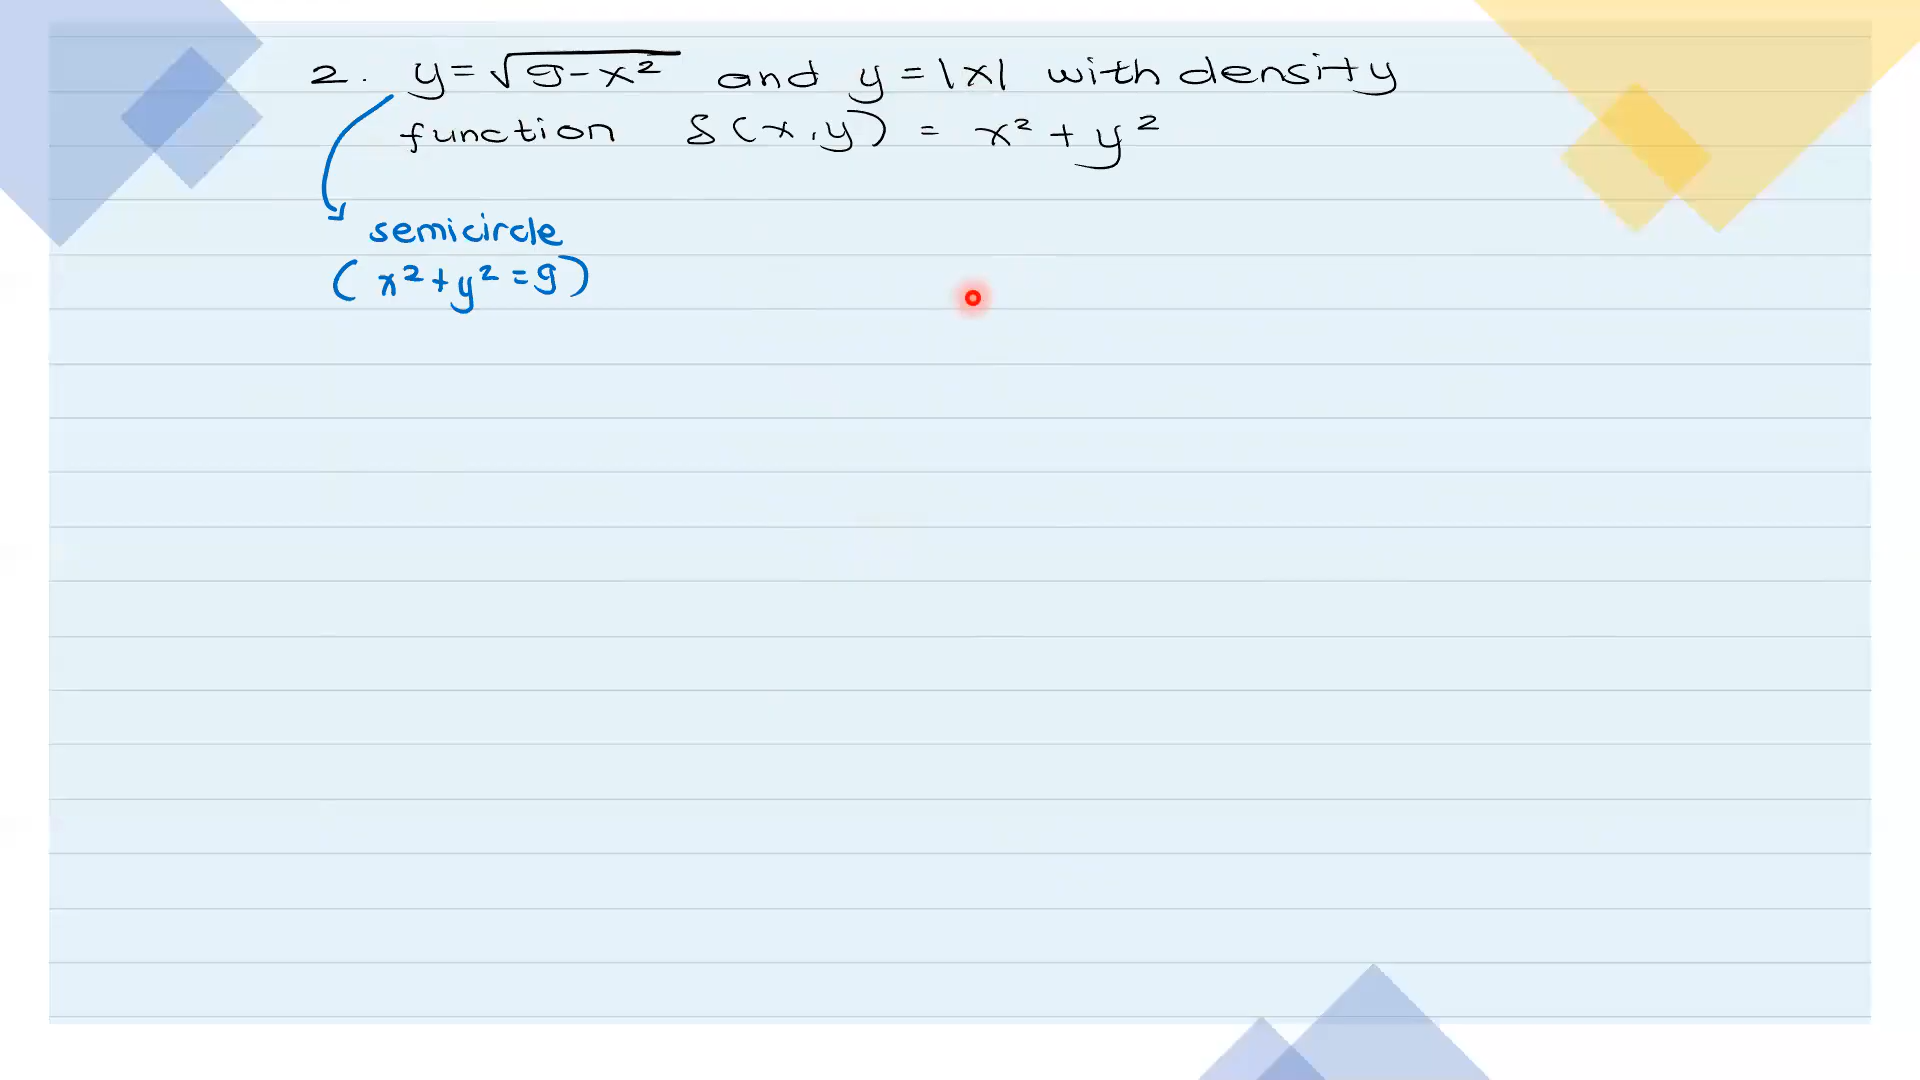 2. y = √9-x² and y = |x| with density
function δ(x,y) = x² + y²
semicircle
(x²+y²=9)